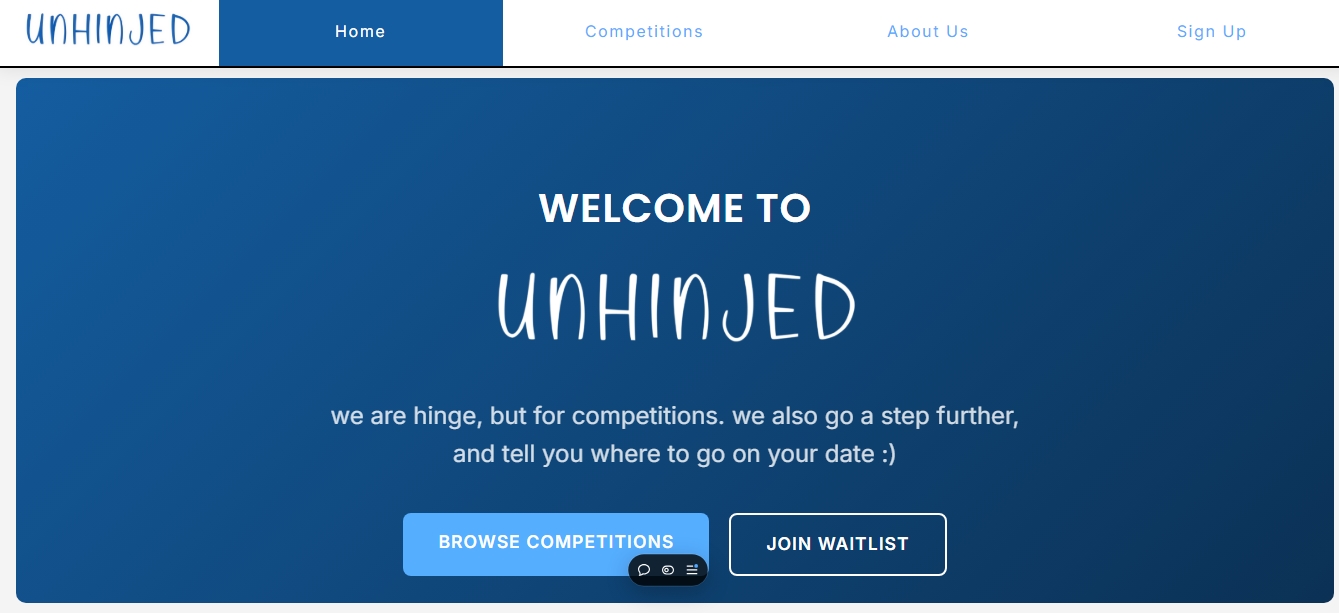 UNHINJED
Home
Competitions
About Us
Sign Up
WELCOME TO
UNHINJED
we are hinge, but for competitions. we also go a step further,
and tell you where to go on your date :)
BROWSE COMPETITIONS
JOIN WAITLIST